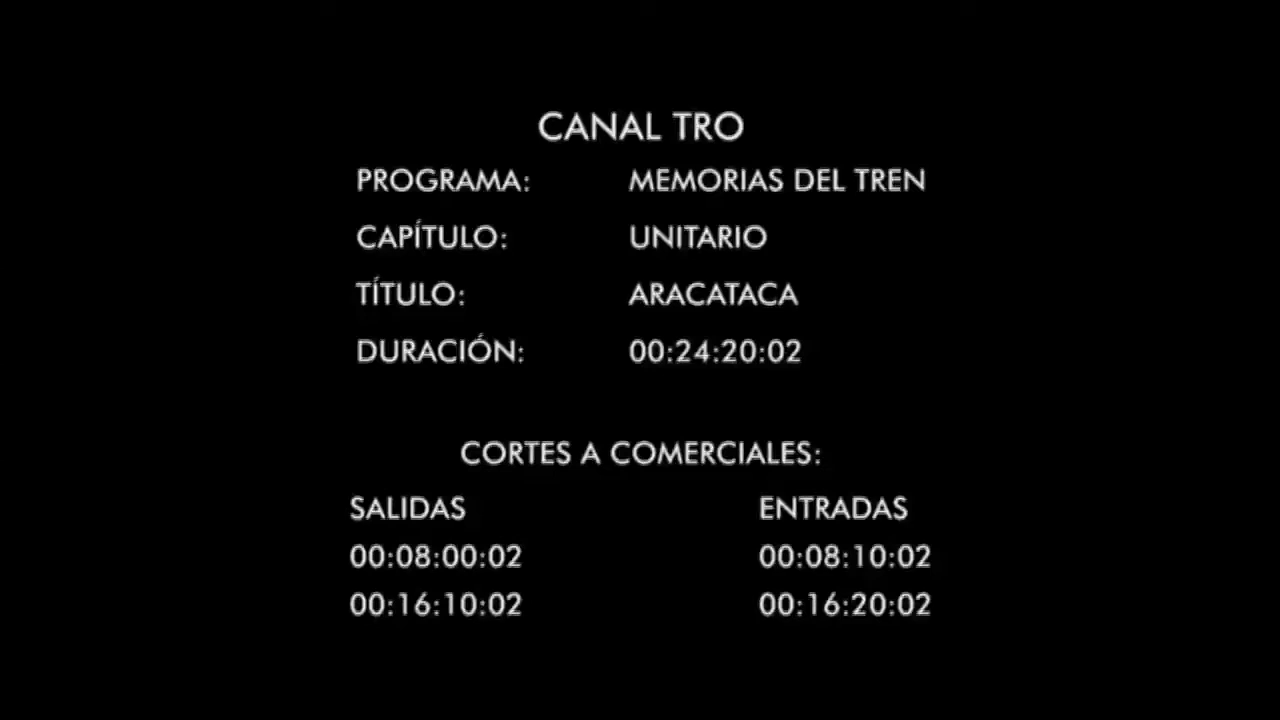 CANAL TRO
PROGRAMA: MEMORIAS DEL TREN
CAPÍTULO: UNITARIO
TÍTULO: ARACATACA
DURACIÓN: 00:24:20:02
CORTES A COMERCIALES:
SALIDAS ENTRADAS
00:08:00:02 00:08:10:02
00:16:10:02 00:16:20:02